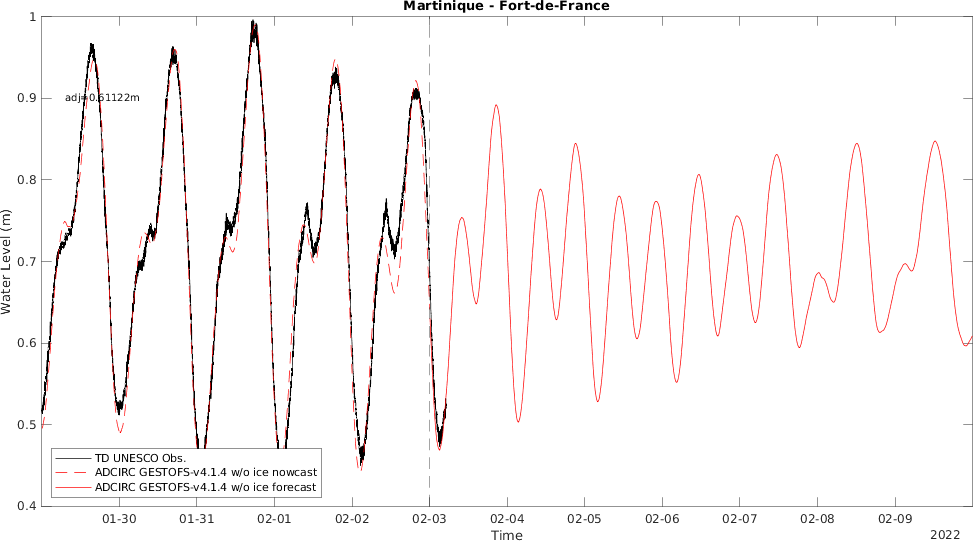 Martinique - Fort-de-France
Water Level (m)
1
0.9
0.8
0.7
0.6
0.5
0.4
adj=0.61122m
TD UNESCO Obs.
ADCIRC GESTOFS-v4.1.4 w/o ice nowcast
ADCIRC GESTOFS-v4.1.4 w/o ice forecast
01-30 01-31 02-01 02-02 02-03 02-04 02-05 02-06 02-07 02-08 02-09
Time
2022